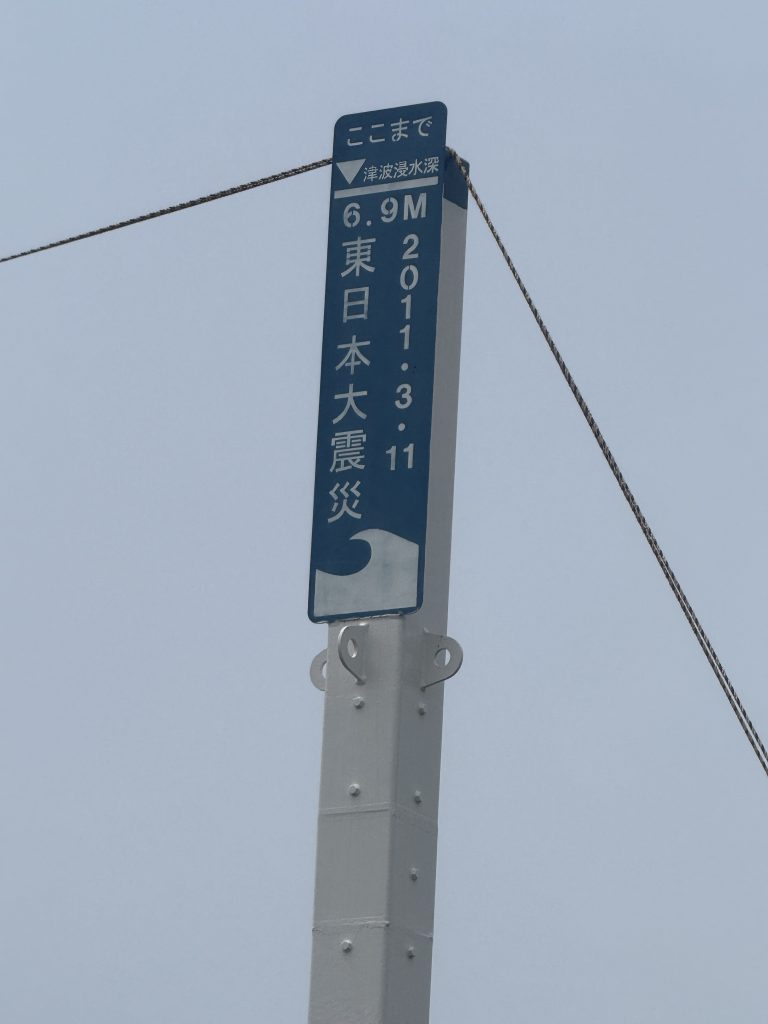 ここまで
▼津波浸水深
6.9M
2011・3・11
東日本大震災